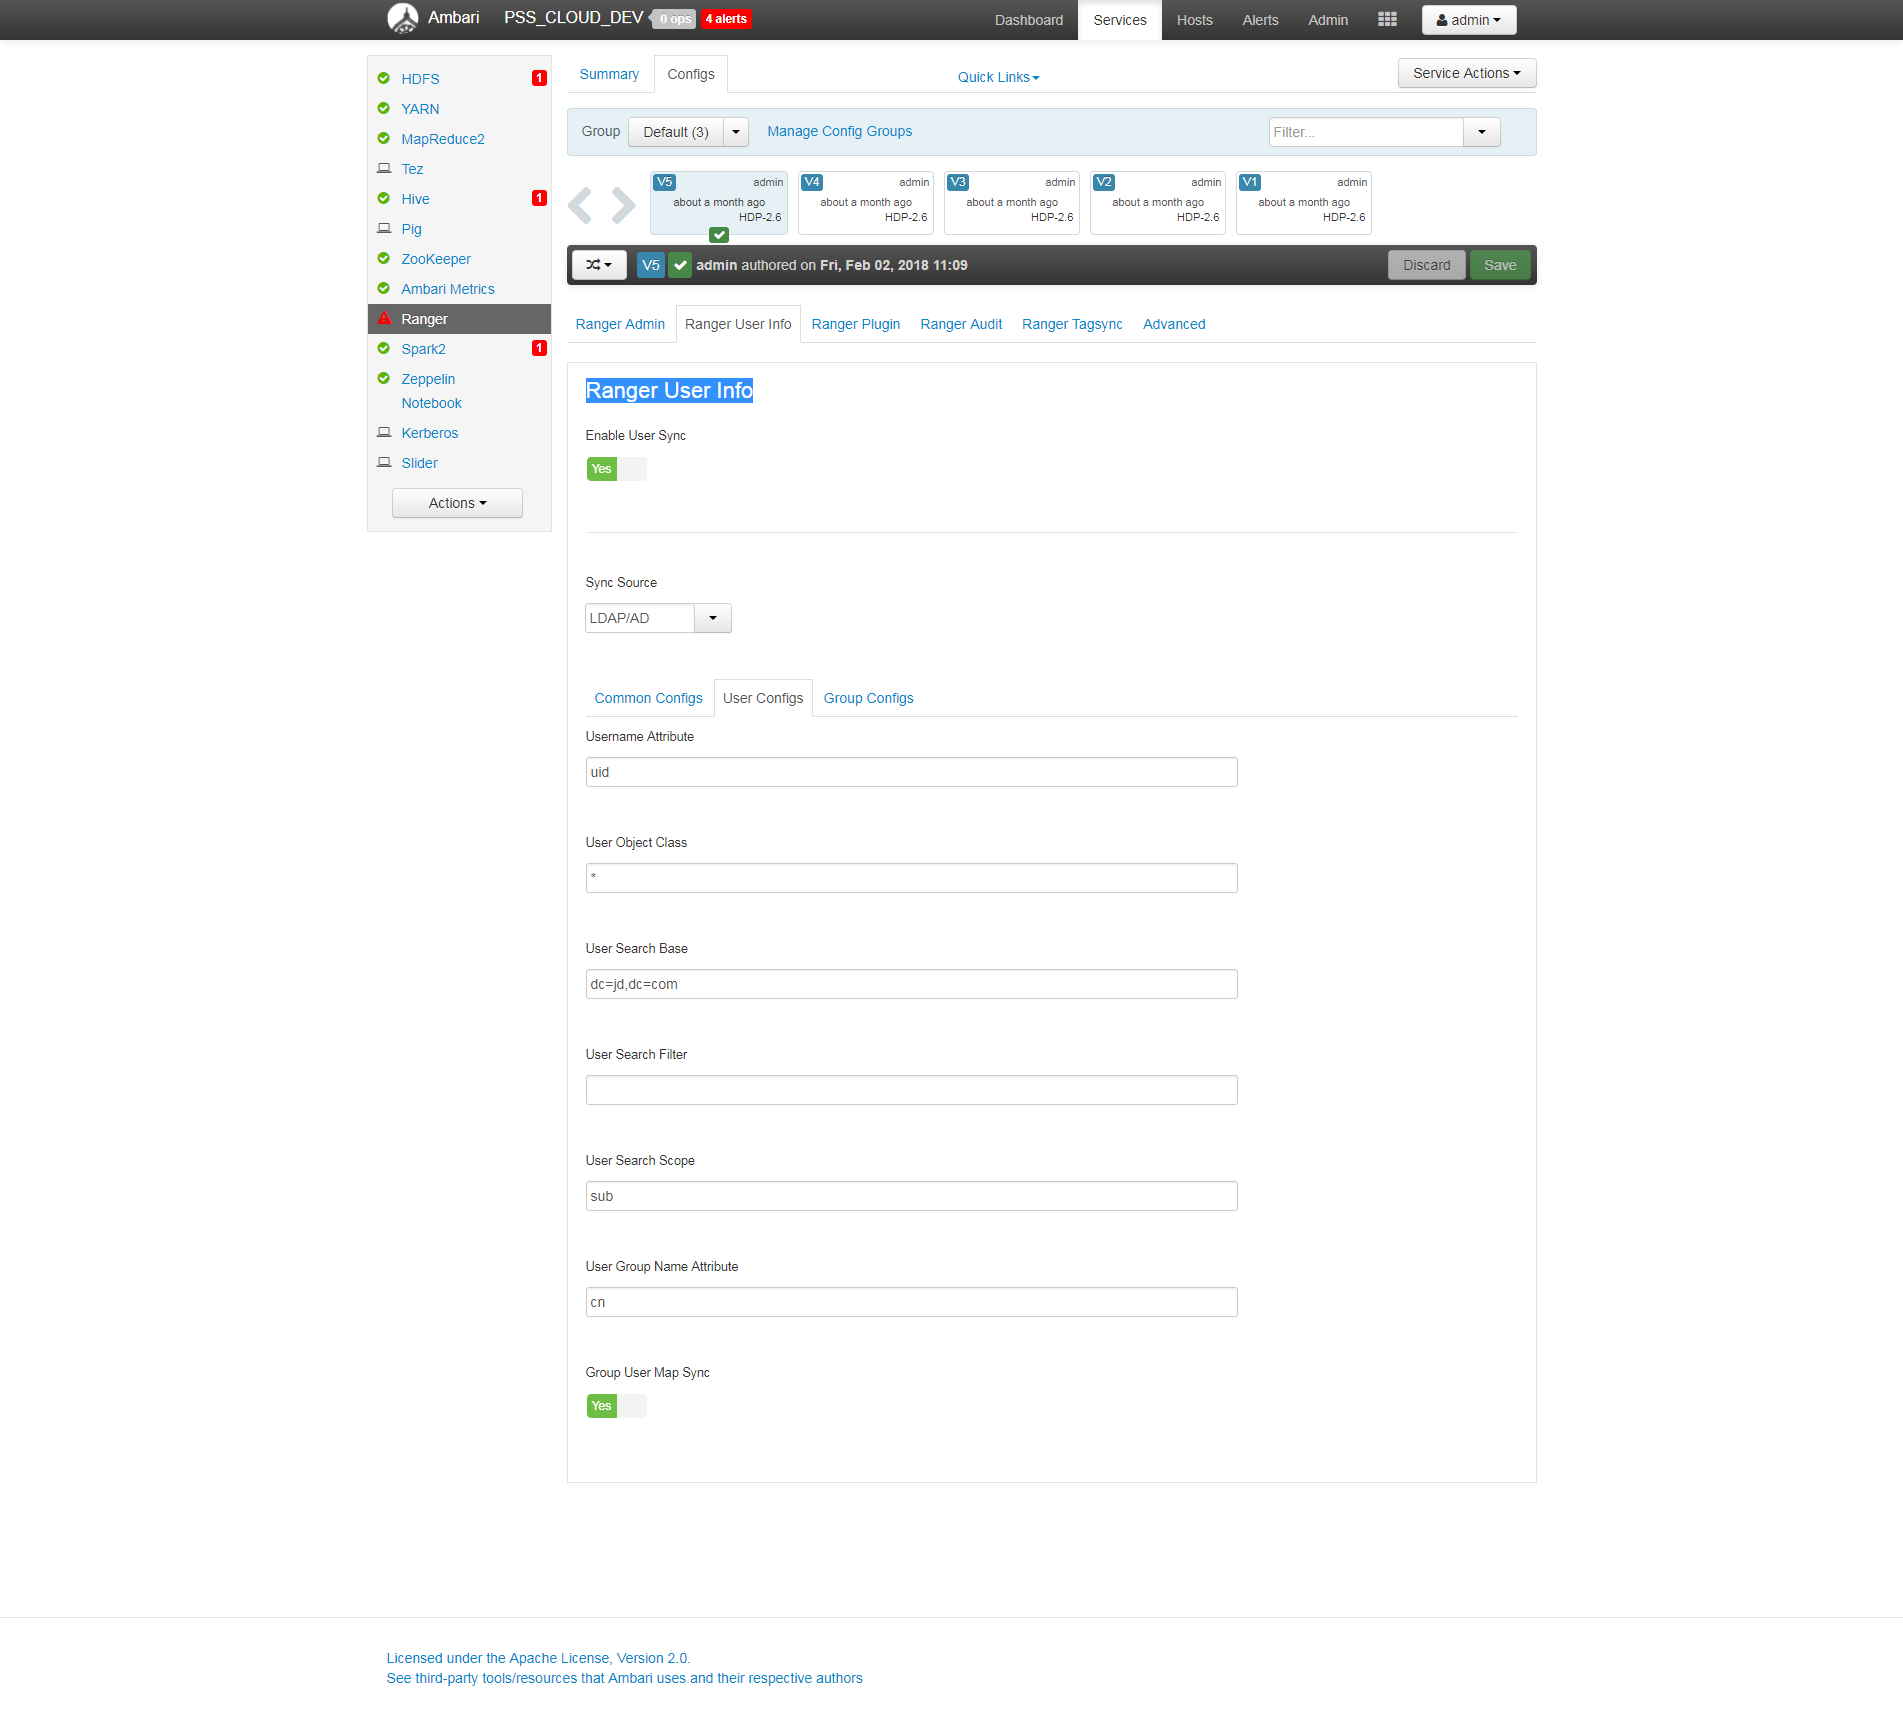 Ambari PSS_CLOUD_DEV 0 ops 4 alerts Dashboard Services Hosts Alerts Admin admin
HDFS 1
YARN
MapReduce2
Tez
Hive 1
Pig
ZooKeeper
Ambari Metrics
Ranger
Spark2 1
Zeppelin
Notebook
Kerberos
Slider
Actions
Summary Configs Quick Links Service Actions
Group Default (3) Manage Config Groups Filter...
V5 admin
about a month ago
HDP-2.6
V4 admin
about a month ago
HDP-2.6
V3 admin
about a month ago
HDP-2.6
V2 admin
about a month ago
HDP-2.6
V1 admin
about a month ago
HDP-2.6
V5 admin authored on Fri, Feb 02, 2018 11:09 Discard Save
Ranger Admin Ranger User Info Ranger Plugin Ranger Audit Ranger Tagsync Advanced
Ranger User Info
Enable User Sync
Yes
Sync Source
LDAP/AD
Common Configs User Configs Group Configs
Username Attribute
uid
User Object Class
*
User Search Base
dc=jd,dc=com
User Search Filter
User Search Scope
sub
User Group Name Attribute
cn
Group User Map Sync
Yes
Licensed under the Apache License, Version 2.0.
See third-party tools/resources that Ambari uses and their respective authors